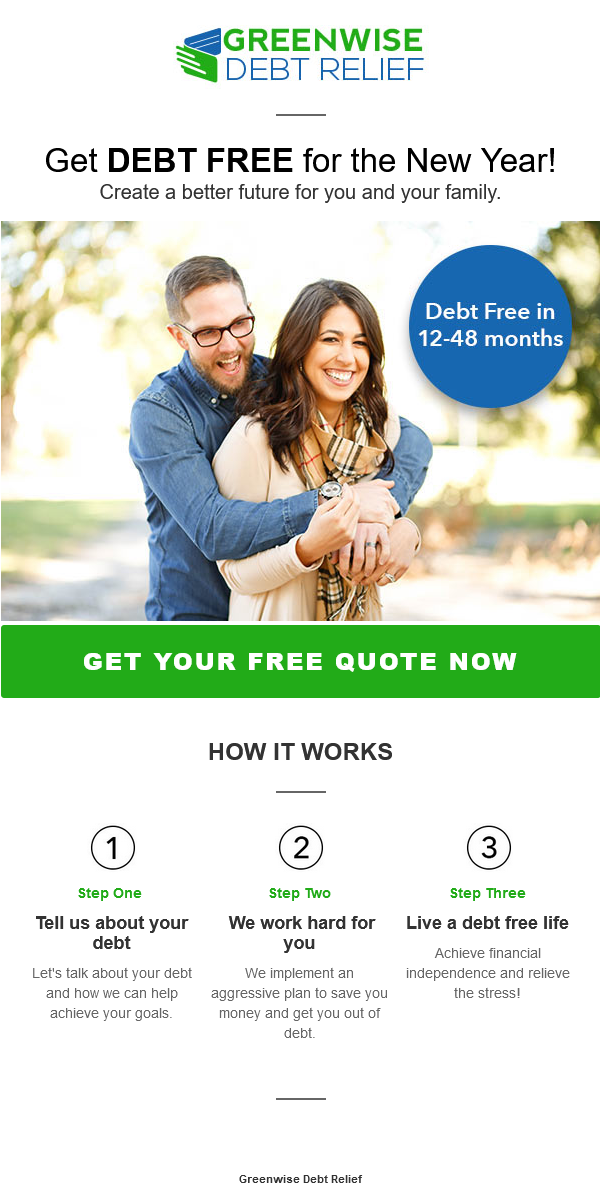 GREENWISE
DEBT RELIEF
Get DEBT FREE for the New Year!
Create a better future for you and your family.
Debt Free in
12-48 months
GET YOUR FREE QUOTE NOW
HOW IT WORKS
1
Step One
Tell us about your
debt
Let's talk about your debt
and how we can help
achieve your goals.
2
Step Two
We work hard for
you
We implement an
aggressive plan to save you
money and get you out of
debt.
3
Step Three
Live a debt free life
Achieve financial
independence and relieve
the stress!
Greenwise Debt Relief